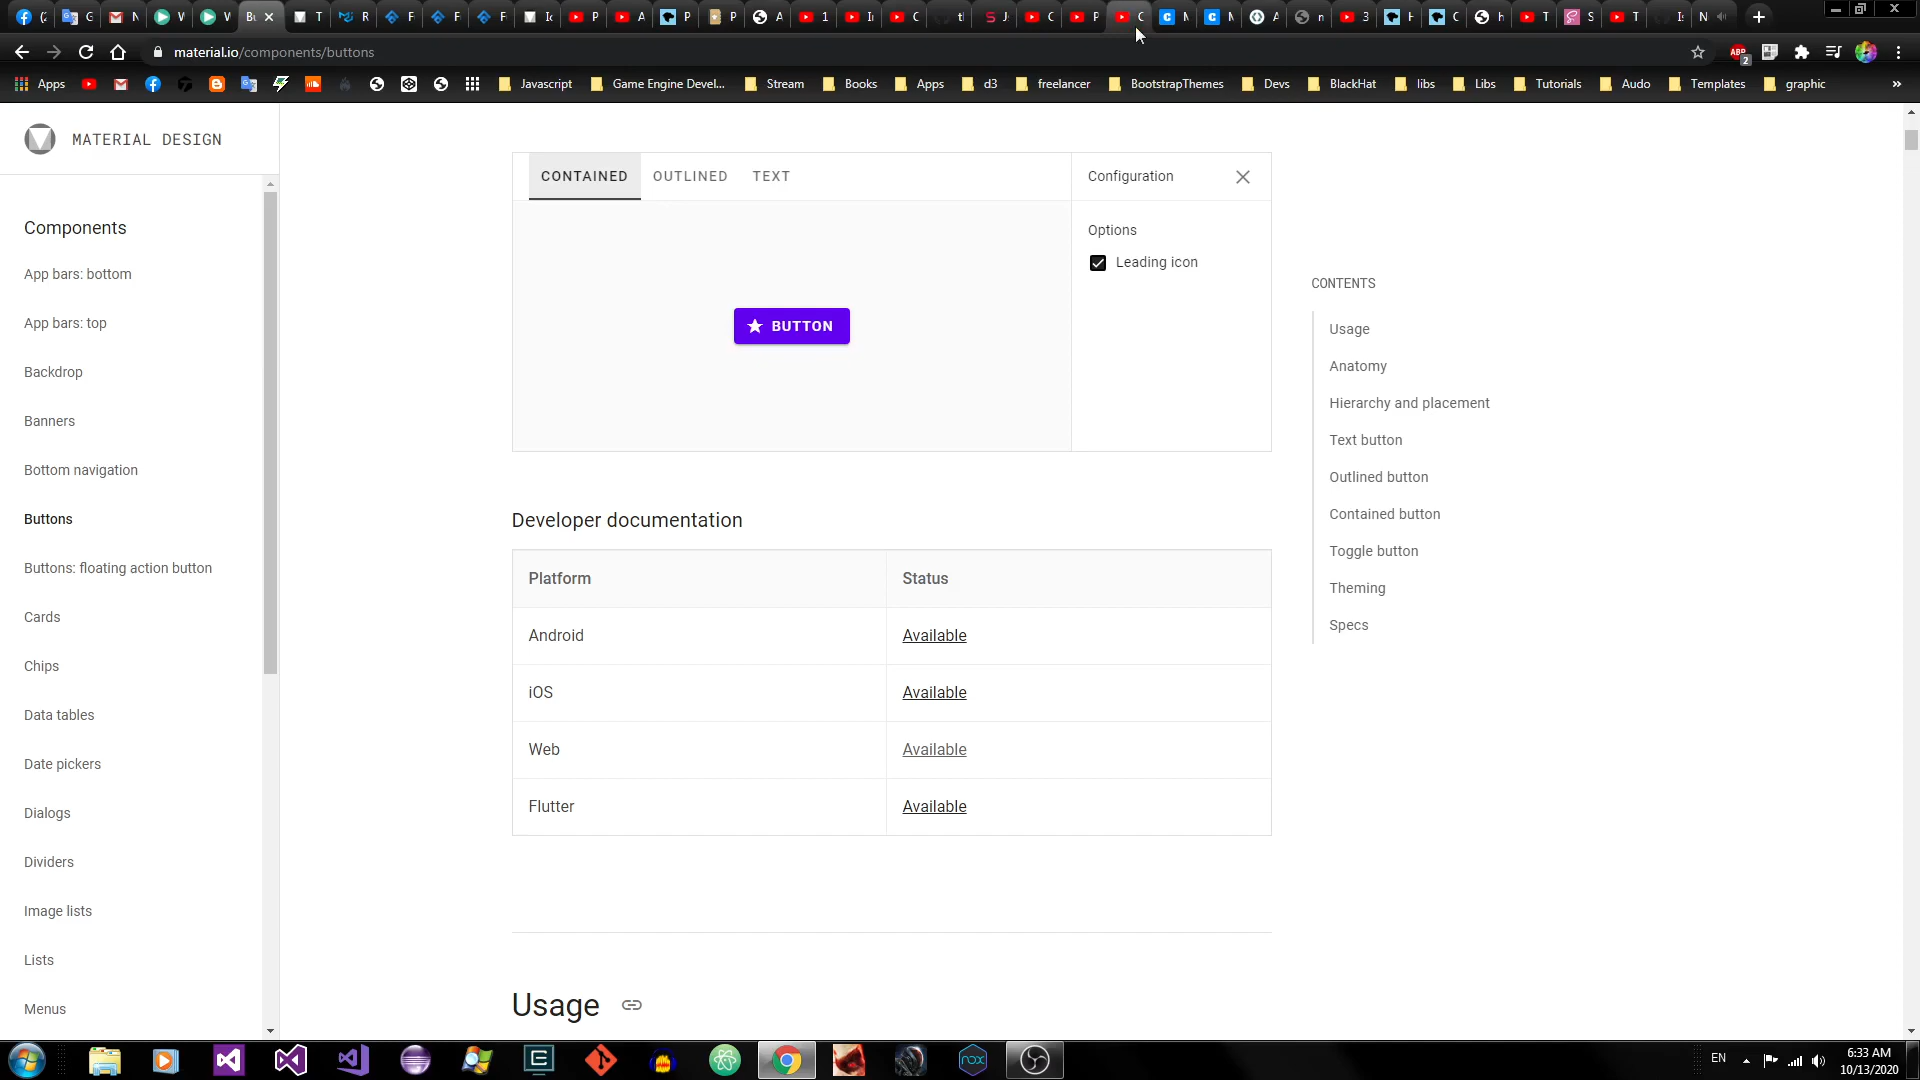 material.io/components/buttons
Apps
Javascript
Game Engine Devel...
Stream
Books
Apps
d3
freelancer
BootstrapThemes
Devs
BlackHat
libs
Libs
Tutorials
Audo
Templates
graphic
»
MATERIAL DESIGN
Components
App bars: bottom
App bars: top
Backdrop
Banners
Bottom navigation
Buttons
Buttons: floating action button
Cards
Chips
Data tables
Date pickers
Dialogs
Dividers
Image lists
Lists
Menus
CONTAINED OUTLINED TEXT
BUTTON
Configuration
Options
Leading icon
Developer documentation
Platform Status
Android Available
iOS Available
Web Available
Flutter Available
Usage
CONTENTS
Usage
Anatomy
Hierarchy and placement
Text button
Outlined button
Contained button
Toggle button
Theming
Specs
EN
6:33 AM
10/13/2020